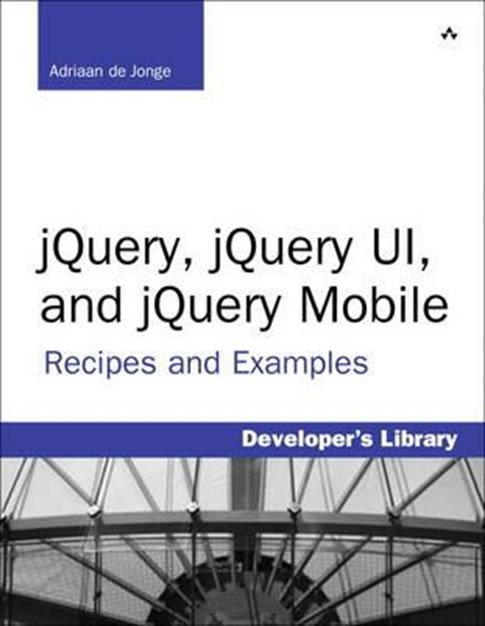 Adriaan de Jonge
jQuery, jQuery UI,
and jQuery Mobile
Recipes and Examples
Developer's Library